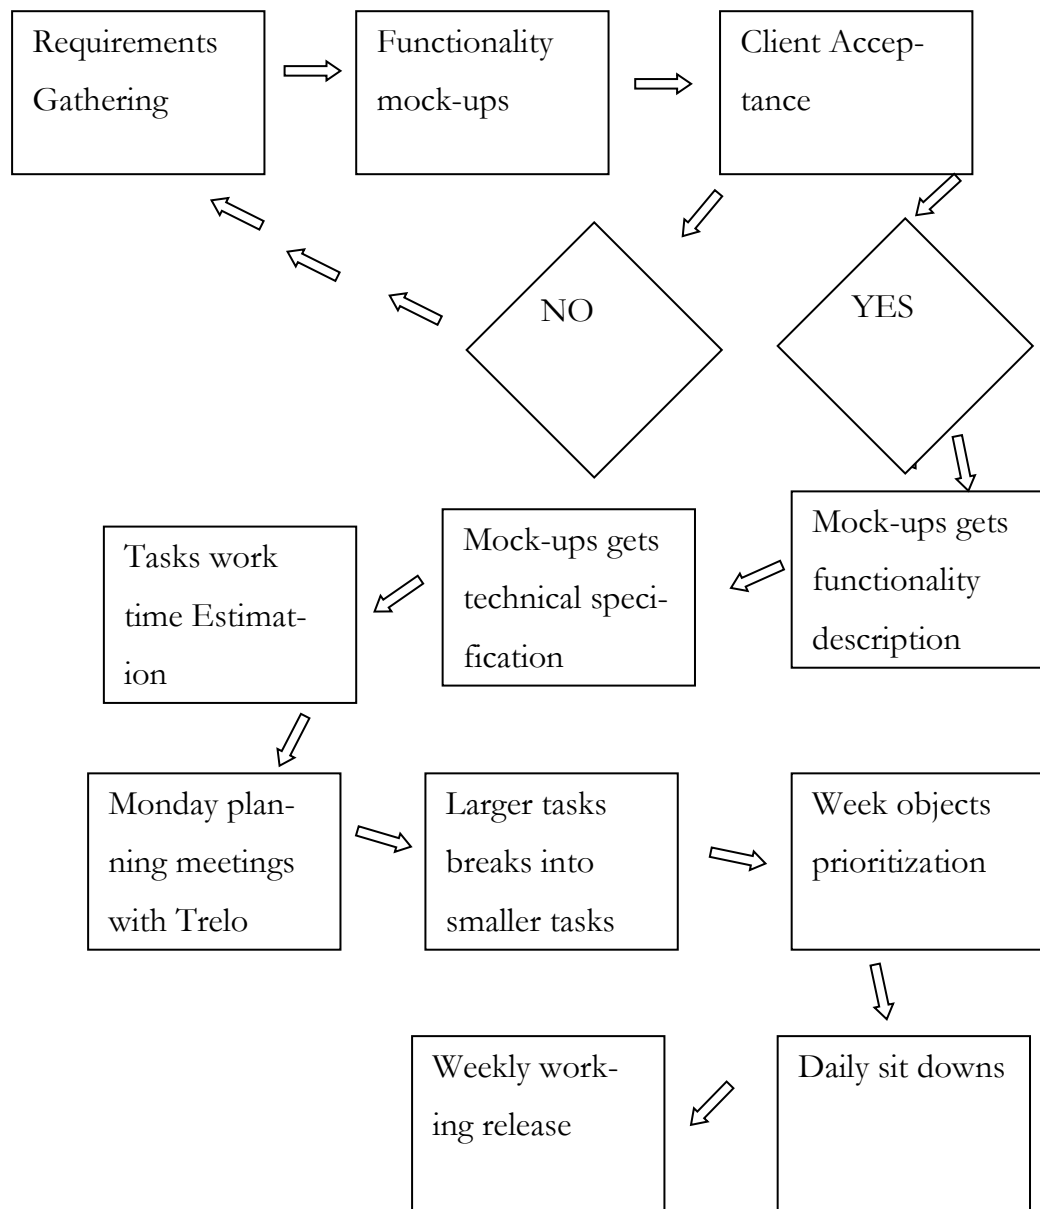 Requirements
Gathering
Functionality
mock-ups
Client Accep-
tance
NO
YES
Mock-ups gets
functionality
description
Mock-ups gets
technical speci-
fication
Tasks work
time Estimat-
ion
Monday plan-
ning meetings
with Trelo
Larger tasks
breaks into
smaller tasks
Week objects
prioritization
Daily sit downs
Weekly work-
ing release